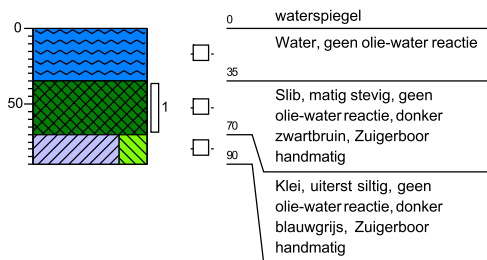 0
50
1
0
waterspiegel
Water, geen olie-water reactie
35
Slib, matig stevig, geen
olie-water reactie, donker
zwartbruin, Zuigerboor
handmatig
70
90
Klei, uiterst siltig, geen
olie-water reactie, donker
blauwgrijs, Zuigerboor
handmatig